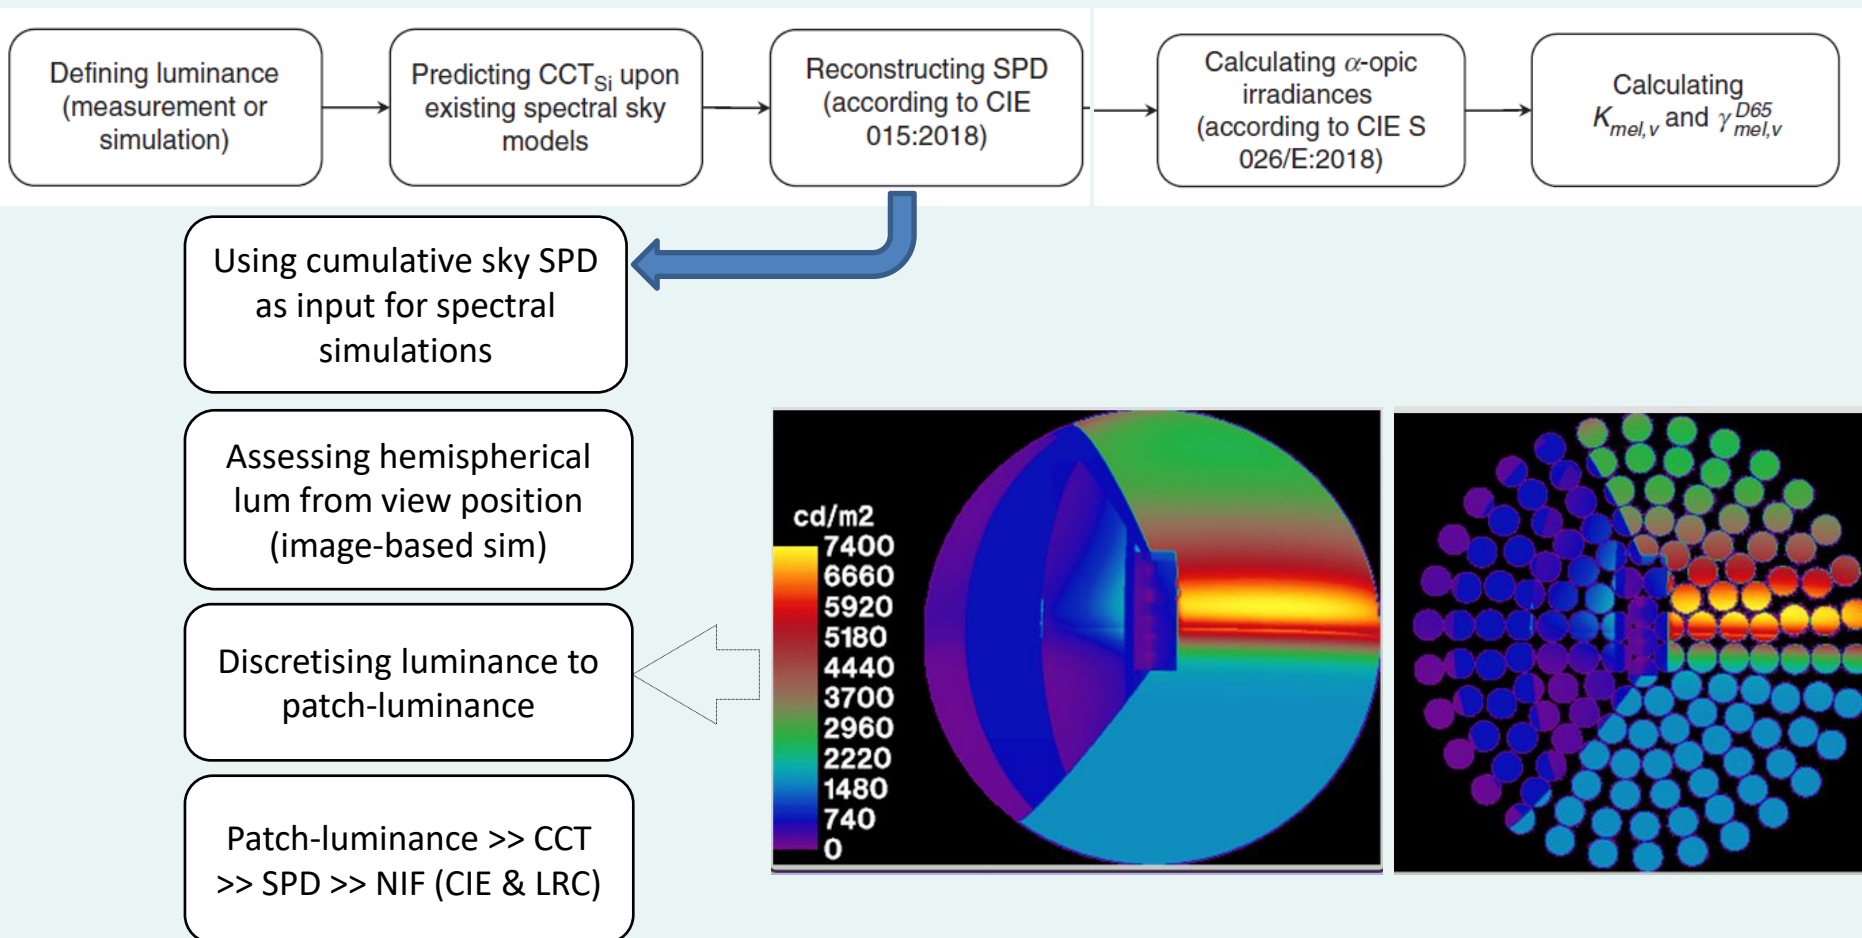 Defining luminance
(measurement or
simulation)
Predicting CCT_Si upon
existing spectral sky
models
Reconstructing SPD
(according to CIE
015:2018)
Calculating α-opic
irradiances
(according to CIE S
026/E:2018)
Calculating
K_mel,v and γ^D65_mel,v
Using cumulative sky SPD
as input for spectral
simulations
Assessing hemispherical
lum from view position
(image-based sim)
Discretising luminance to
patch-luminance
Patch-luminance >> CCT
>> SPD >> NIF (CIE & LRC)
cd/m2
7400
6660
5920
5180
4440
3700
2960
2220
1480
740
0